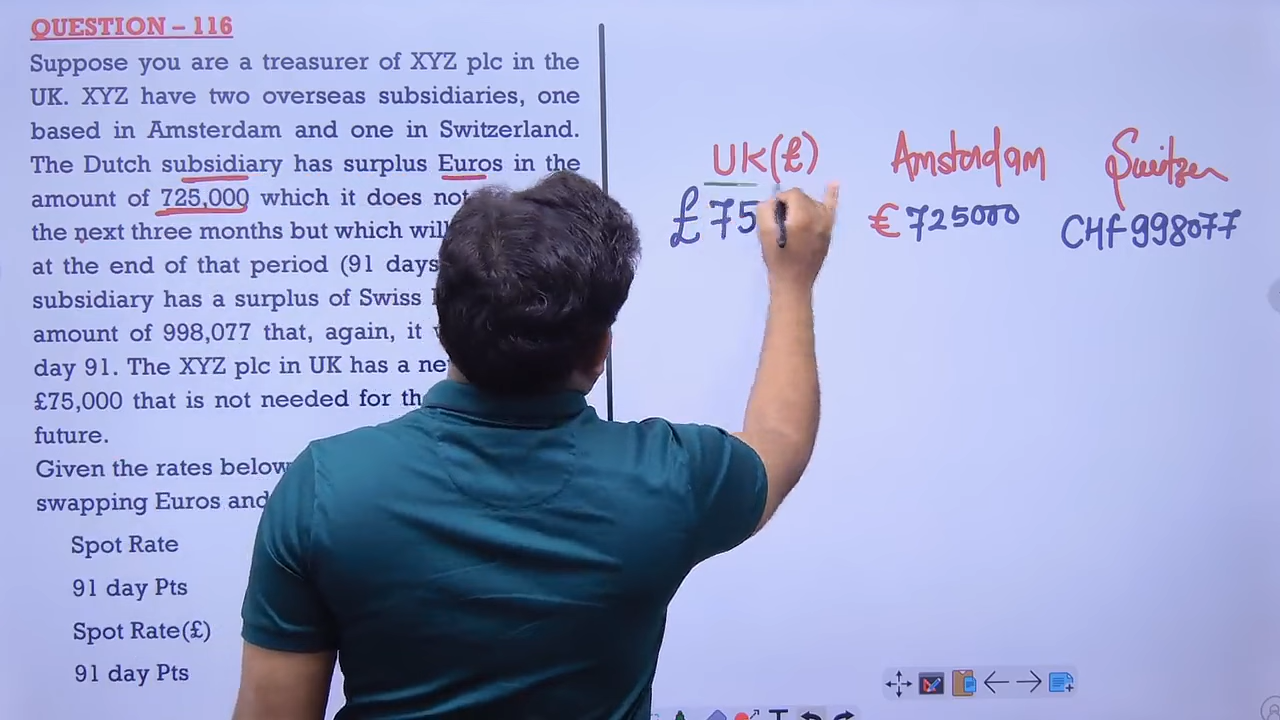 QUESTION – 116
Suppose you are a treasurer of XYZ plc in the
UK. XYZ have two overseas subsidiaries, one
based in Amsterdam and one in Switzerland.
The Dutch subsidiary has surplus Euros in the
amount of 725,000 which it does not
the next three months but which will
at the end of that period (91 days
subsidiary has a surplus of Swiss
amount of 998,077 that, again, it
day 91. The XYZ plc in UK has a
£75,000 that is not needed for
future.
Given the rates below
swapping Euros and
Spot Rate
91 day Pts
Spot Rate(£)
91 day Pts
UK(£) Amsterdam Switzer
£75 €725000 CHF998077